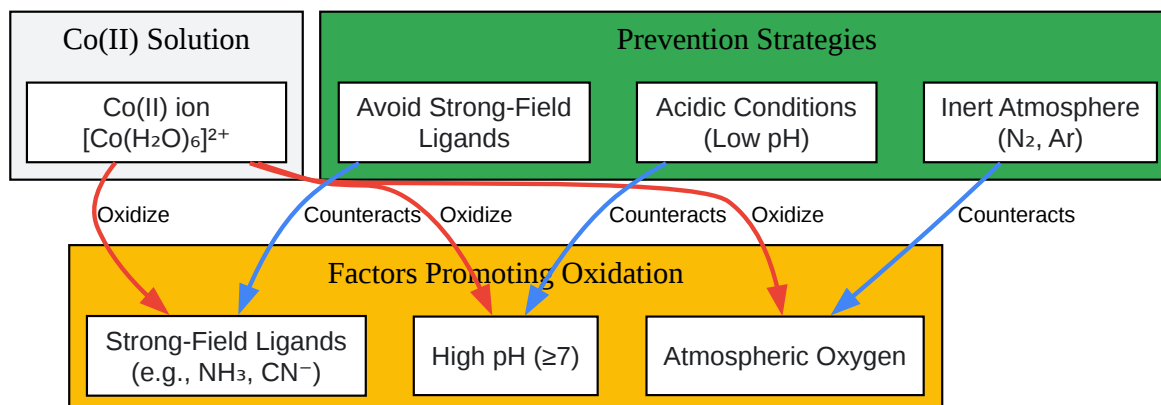 Co(II) Solution
Prevention Strategies
Co(II) ion
[Co(H₂O)₆]²⁺
Avoid Strong-Field
Ligands
Acidic Conditions
(Low pH)
Inert Atmosphere
(N₂, Ar)
Oxidize
Counteracts
Oxidize
Counteracts
Oxidize
Counteracts
Factors Promoting Oxidation
Strong-Field Ligands
(e.g., NH₃, CN⁻)
High pH (≥7)
Atmospheric Oxygen